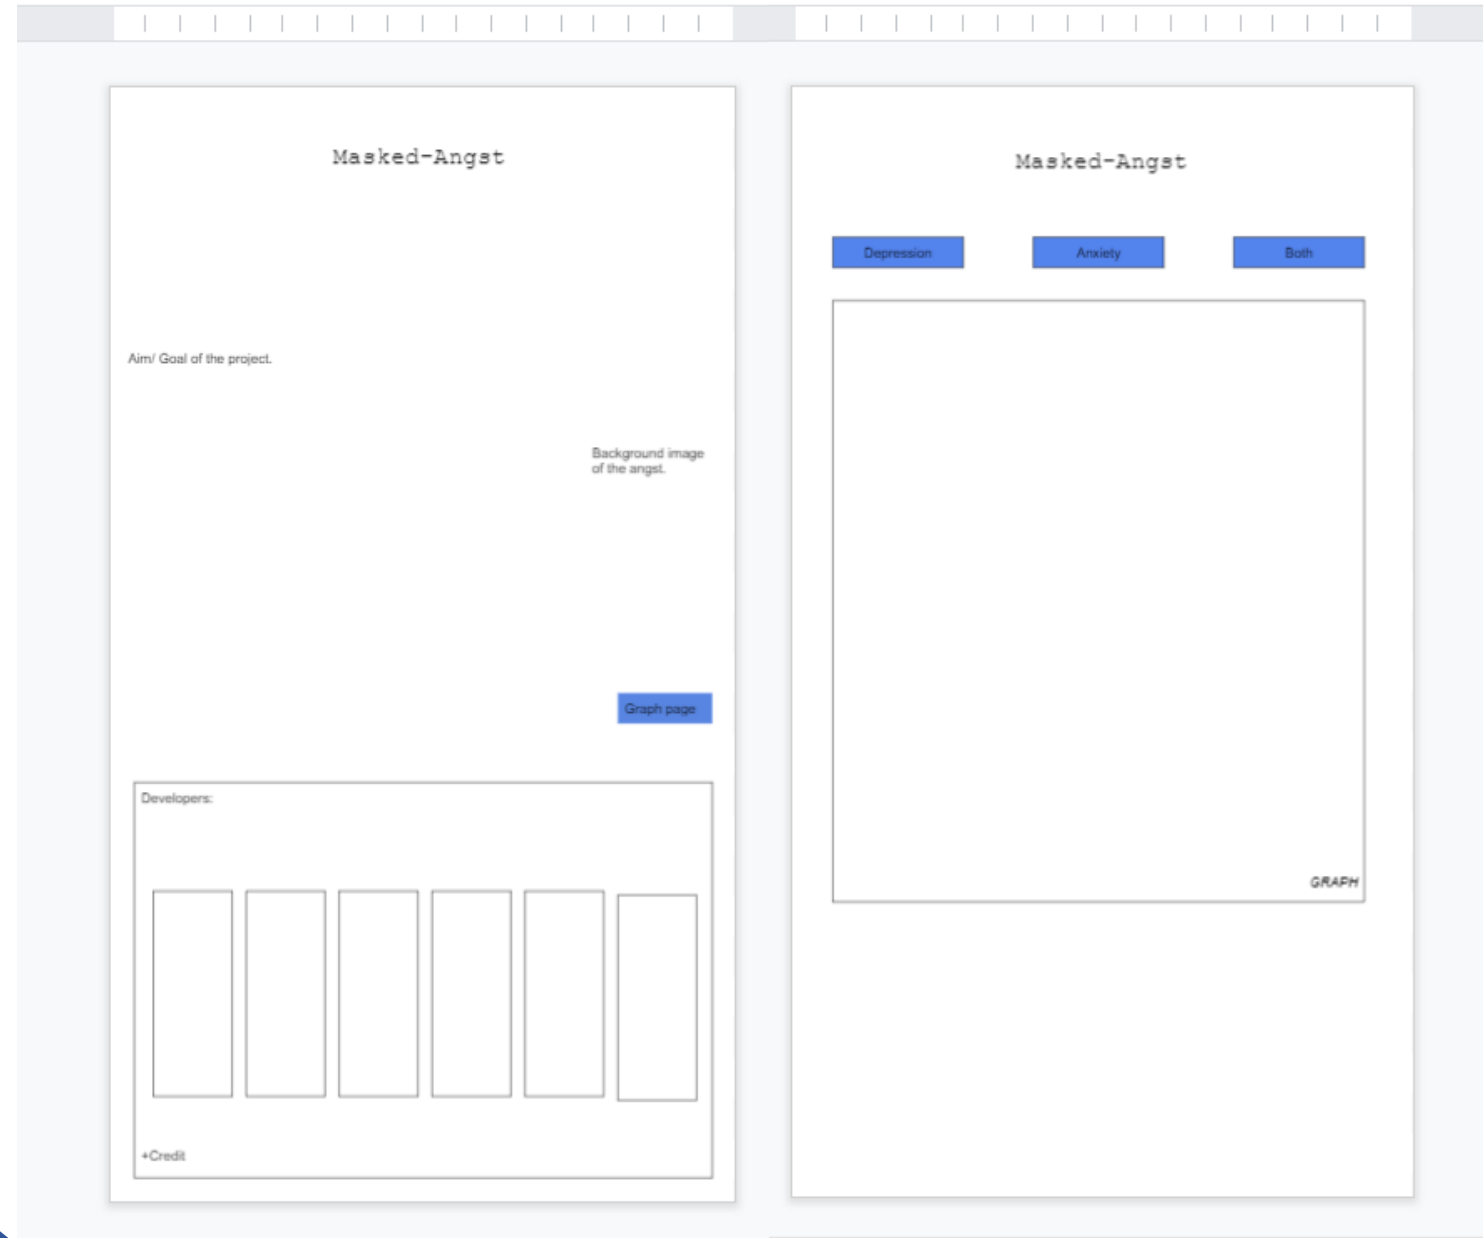 Masked-Angst
Aim/ Goal of the project.
Background image
of the angst.
Graph page
Developers:
+Credit
Masked-Angst
Depression
Anxiety
Both
GRAPH